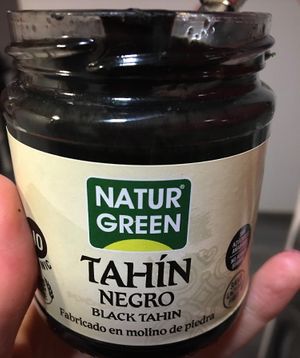 NATUR
GREEN
TAHÍN
NEGRO
BLACK TAHIN
Fabricado en molino de piedra